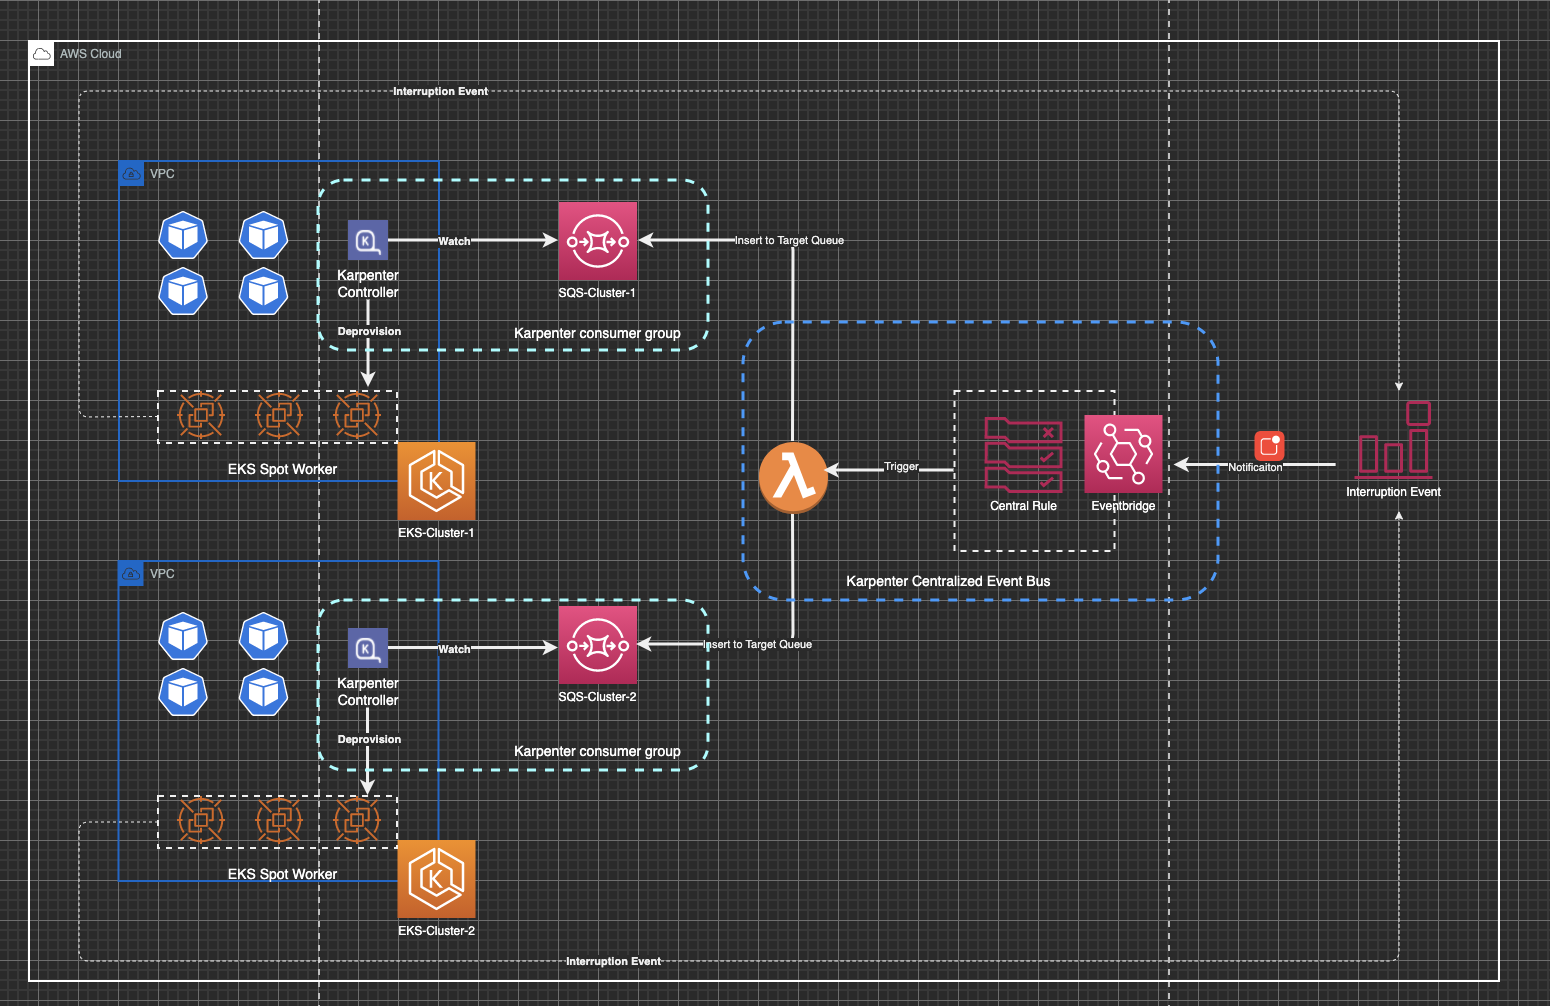 AWS Cloud
Interruption Event
VPC
Karpenter
Controller
Watch
SQS-Cluster-1
Insert to Target Queue
Deprovision
Karpenter consumer group
EKS Spot Worker
EKS-Cluster-1
Trigger
Central Rule
Eventbridge
Notificaiton
Interruption Event
Karpenter Centralized Event Bus
VPC
Karpenter
Controller
Watch
SQS-Cluster-2
Insert to Target Queue
Deprovision
Karpenter consumer group
EKS Spot Worker
EKS-Cluster-2
Interruption Event